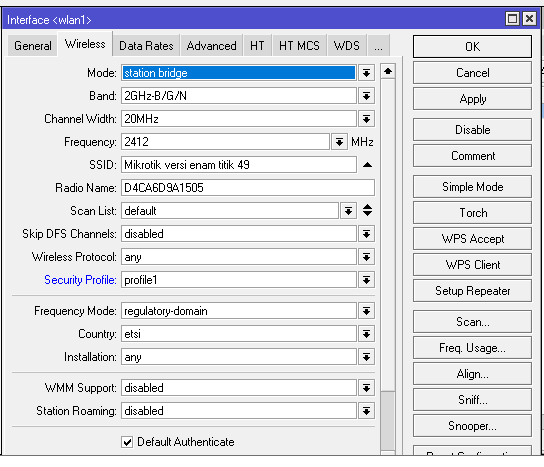 Interface <wlan1>
General Wireless Data Rates Advanced HT HT MCS WDS ...
Mode: station bridge
Band: 2GHz-B/G/N
Channel Width: 20MHz
Frequency: 2412 MHz
SSID: Mikrotik versi enam titik 49
Radio Name: D4CA6D9A1505
Scan List: default
Skip DFS Channels: disabled
Wireless Protocol: any
Security Profile: profile1
Frequency Mode: regulatory-domain
Country: etsi
Installation: any
WMM Support: disabled
Station Roaming: disabled
Default Authenticate
OK
Cancel
Apply
Disable
Comment
Simple Mode
Torch
WPS Accept
WPS Client
Setup Repeater
Scan...
Freq. Usage...
Align...
Sniff...
Snooper...